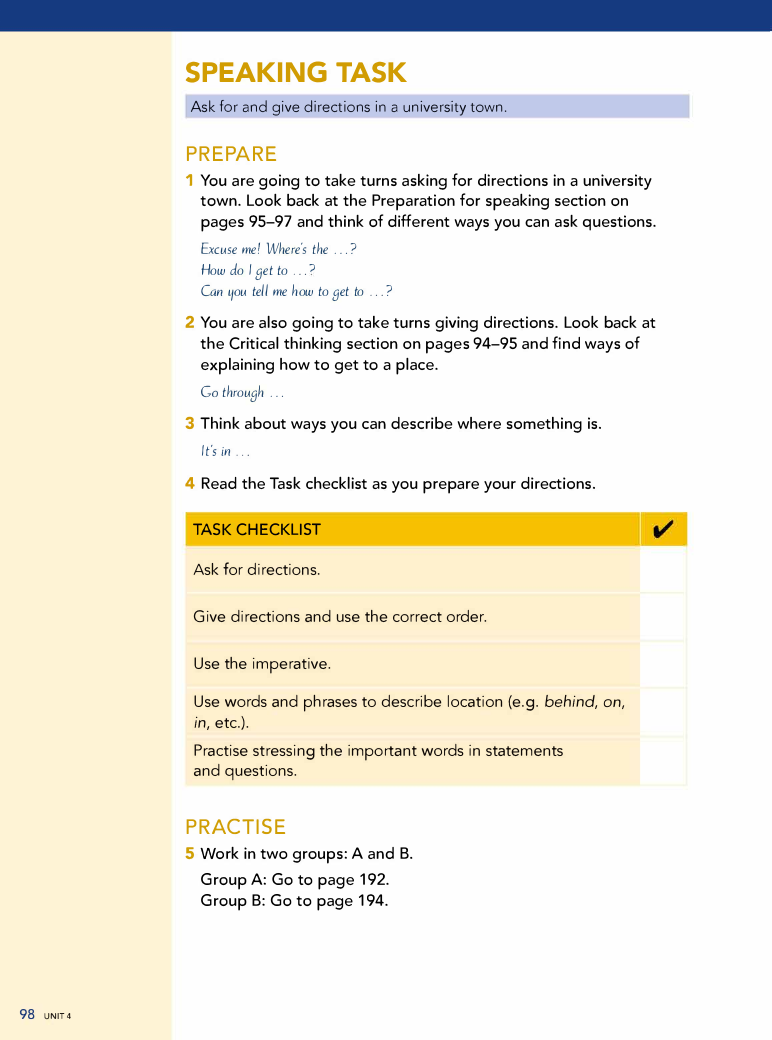 SPEAKING TASK
Ask for and give directions in a university town.
PREPARE
1 You are going to take turns asking for directions in a university
town. Look back at the Preparation for speaking section on
pages 95–97 and think of different ways you can ask questions.
Excuse me! Where's the ...?
How do I get to ...?
Can you tell me how to get to ...?
2 You are also going to take turns giving directions. Look back at
the Critical thinking section on pages 94–95 and find ways of
explaining how to get to a place.
Go through ...
3 Think about ways you can describe where something is.
It's in ...
4 Read the Task checklist as you prepare your directions.
TASK CHECKLIST ✔
Ask for directions.
Give directions and use the correct order.
Use the imperative.
Use words and phrases to describe location (e.g. behind, on,
in, etc.).
Practise stressing the important words in statements
and questions.
PRACTISE
5 Work in two groups: A and B.
Group A: Go to page 192.
Group B: Go to page 194.
98 UNIT 4